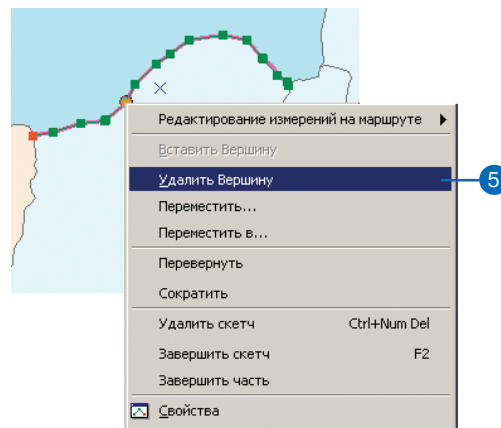 Редактирование измерений на маршруте
Вставить Вершину
Удалить Вершину
5
Переместить...
Переместить в...
Перевернуть
Сократить
Удалить скетч Ctrl+Num Del
Завершить скетч F2
Завершить часть
Свойства